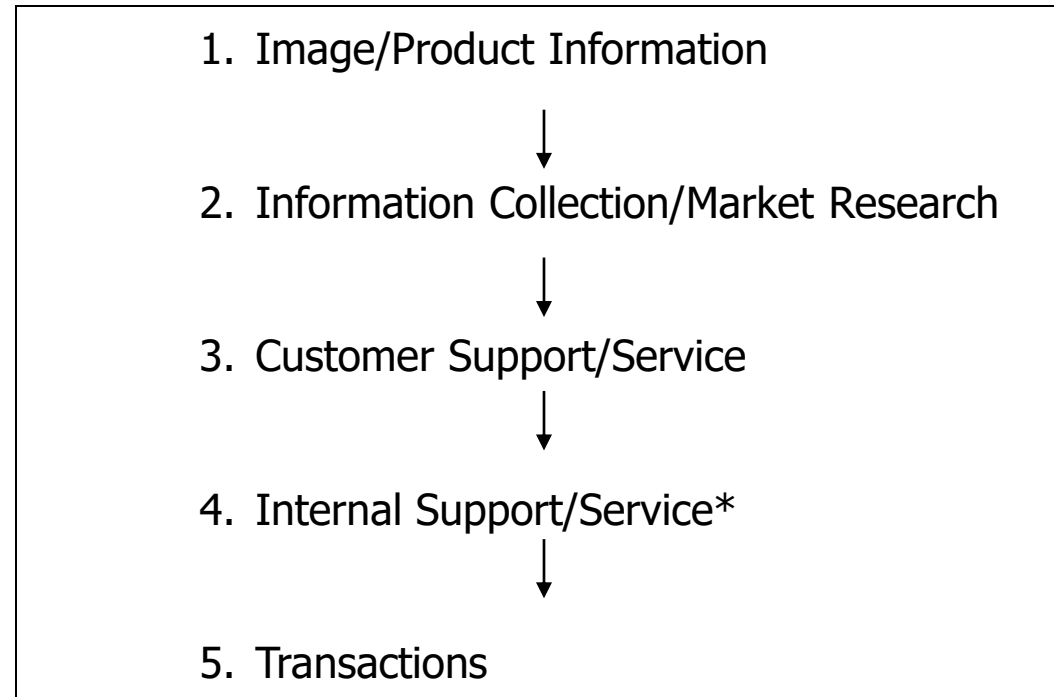 1. Image/Product Information
2. Information Collection/Market Research
3. Customer Support/Service
4. Internal Support/Service*
5. Transactions